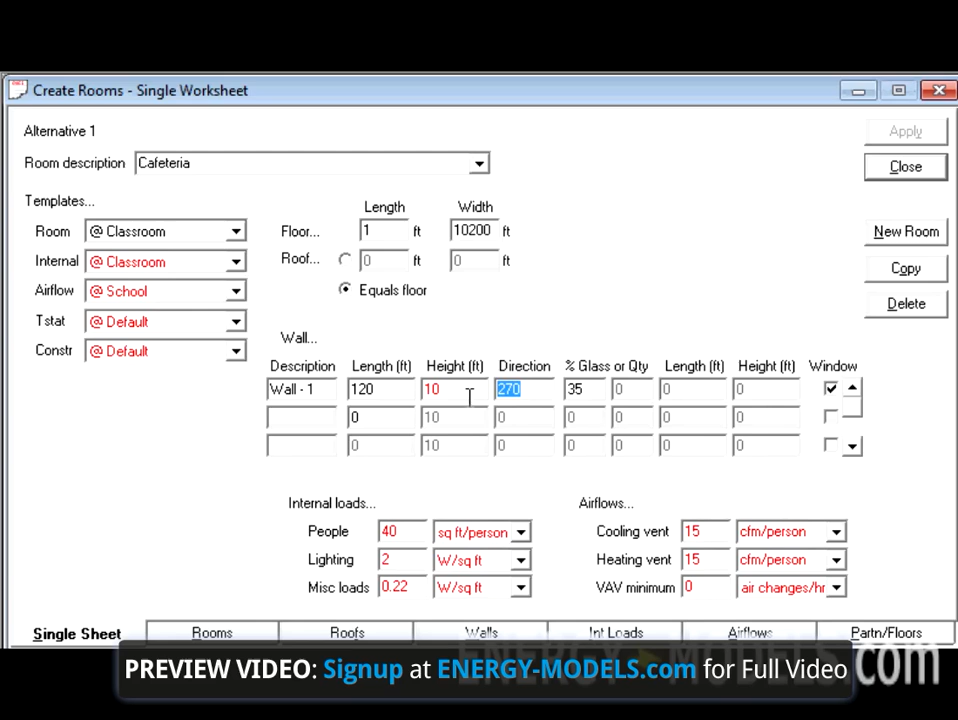 Create Rooms - Single Worksheet
Alternative 1
Apply
Room description Cafeteria
Close
Templates...
Length Width
Room @ Classroom Floor... 1 ft 10200 ft New Room
Internal @ Classroom Roof... 0 ft 0 ft Copy
Airflow @ School Equals floor
Delete
Tstat @ Default
Wall...
Constr @ Default
Description Length (ft) Height (ft) Direction % Glass or Qty Length (ft) Height (ft) Window
Wall - 1 120 10 270 35 0 0 0
0 10 0 0 0 0 0
0 10 0 0 0 0 0
Internal loads... Airflows...
People 40 sq ft/person Cooling vent 15 cfm/person
Lighting 2 W/sq ft Heating vent 15 cfm/person
Misc loads 0.22 W/sq ft VAV minimum 0 air changes/hr
Single Sheet Rooms Roofs Walls Int Loads Airflows Partn/Floors
PREVIEW VIDEO: Signup at ENERGY-MODELS.com for Full Video
ENERGY-MODELS.com